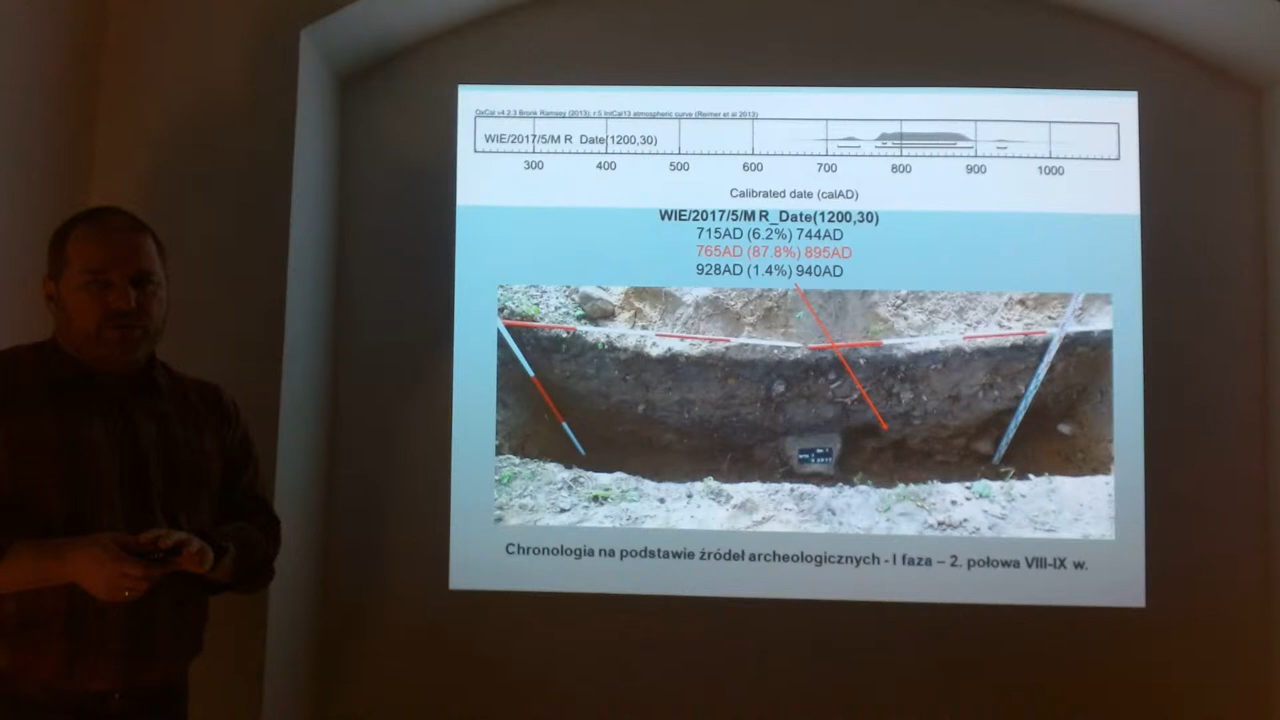 OxCal v4.2.3 Bronk Ramsey (2013); r:5 IntCal13 atmospheric curve (Reimer et al 2013)
WIE/2017/5/M R_Date(1200,30)
300 400 500 600 700 800 900 1000
Calibrated date (calAD)
WIE/2017/5/M R_Date(1200,30)
715AD (6.2%) 744AD
765AD (87.8%) 895AD
928AD (1.4%) 940AD
Chronologia na podstawie źródeł archeologicznych - I faza – 2. połowa VIII-IX w.